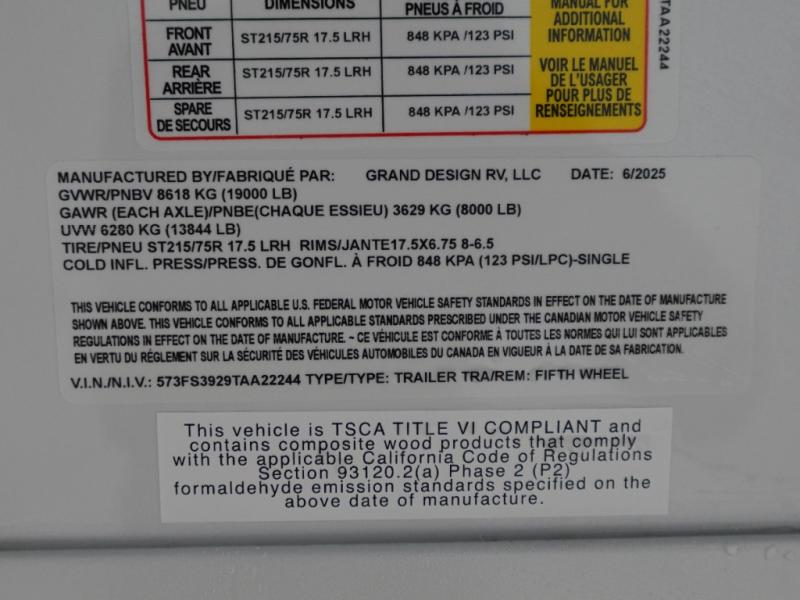 PNEU DIMENSIONS PNEUS À FROID MANUAL FOR
ADDITIONAL
INFORMATION
FRONT
AVANT ST215/75R 17.5 LRH 848 KPA /123 PSI
REAR
ARRIÈRE ST215/75R 17.5 LRH 848 KPA /123 PSI
SPARE
DE SECOURS ST215/75R 17.5 LRH 848 KPA /123 PSI
VOIR LE MANUEL
DE L'USAGER
POUR PLUS DE
RENSEIGNEMENTS
TAA22244
MANUFACTURED BY/FABRIQUÉ PAR: GRAND DESIGN RV, LLC DATE: 6/2025
GVWR/PNBV 8618 KG (19000 LB)
GAWR (EACH AXLE)/PNBE(CHAQUE ESSIEU) 3629 KG (8000 LB)
UVW 6280 KG (13844 LB)
TIRE/PNEU ST215/75R 17.5 LRH RIMS/JANTE17.5X6.75 8-6.5
COLD INFL. PRESS/PRESS. DE GONFL. À FROID 848 KPA (123 PSI/LPC)-SINGLE
THIS VEHICLE CONFORMS TO ALL APPLICABLE U.S. FEDERAL MOTOR VEHICLE SAFETY STANDARDS IN EFFECT ON THE DATE OF MANUFACTURE
SHOWN ABOVE. THIS VEHICLE CONFORMS TO ALL APPLICABLE STANDARDS PRESCRIBED UNDER THE CANADIAN MOTOR VEHICLE SAFETY
REGULATIONS IN EFFECT ON THE DATE OF MANUFACTURE. ~ CE VÉHICULE EST CONFORME À TOUTES LES NORMES QUI LUI SONT APPLICABLES
EN VERTU DU RÉGLEMENT SUR LA SÉCURITÉ DES VÉHICULES AUTOMOBILES DU CANADA EN VIGUEUR À LA DATE DE SA FABRICATION.
V.I.N./N.I.V.: 573FS3929TAA22244 TYPE/TYPE: TRAILER TRA/REM: FIFTH WHEEL
This vehicle is TSCA TITLE VI COMPLIANT and
contains composite wood products that comply
with the applicable California Code of Regulations
Section 93120.2(a) Phase 2 (P2)
formaldehyde emission standards specified on the
above date of manufacture.